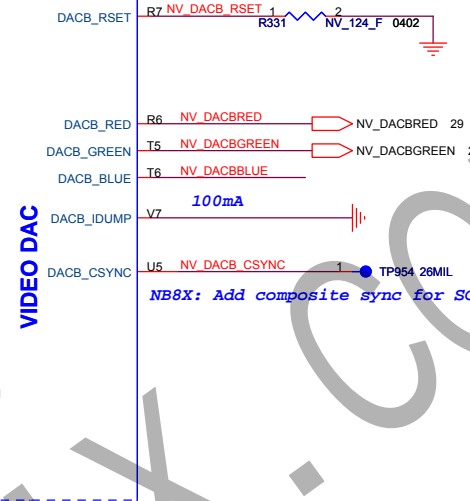 DACB_RSET R7 NV_DACB_RSET 1 2
R331 NV_124_F 0402
DACB_RED R6 NV_DACBRED NV_DACBRED 29
DACB_GREEN T5 NV_DACBGREEN NV_DACBGREEN
DACB_BLUE T6 NV_DACBBLUE
100mA
DACB_IDUMP V7
DACB_CSYNC U5 NV_DACB_CSYNC 1 TP954 26MIL
NB8X: Add composite sync for
VIDEO DAC